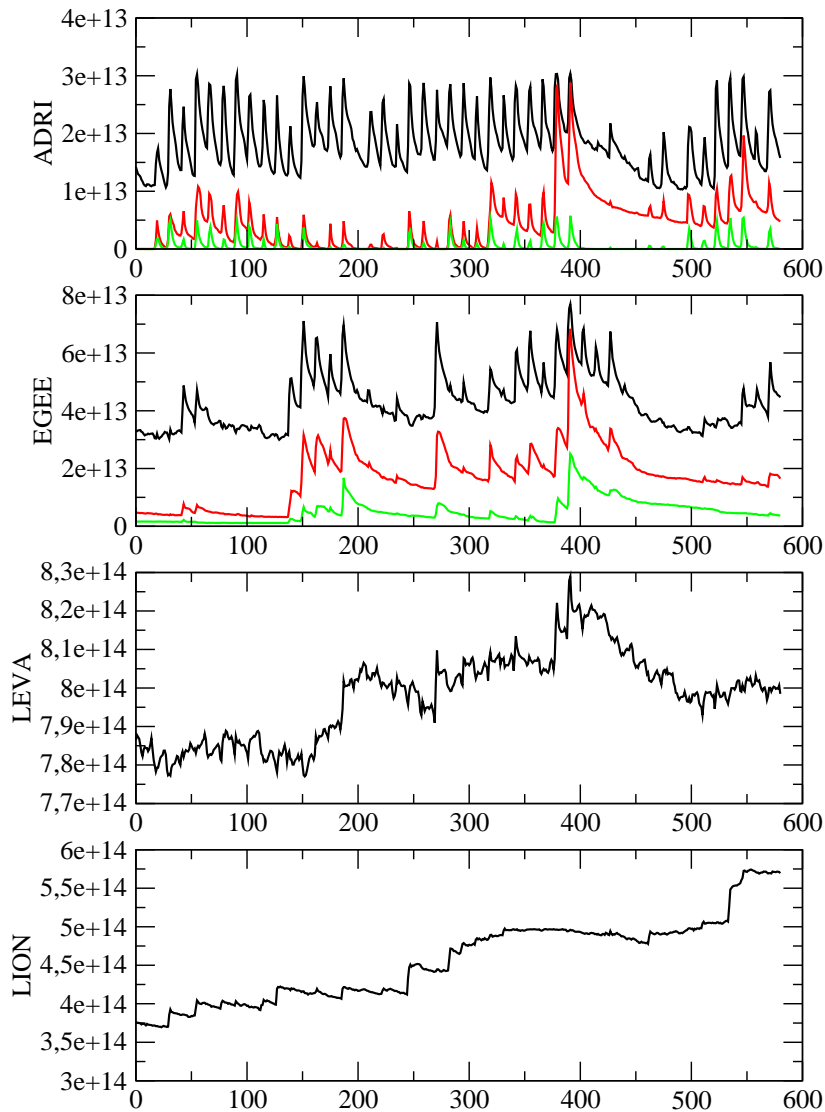 4e+13
3e+13
2e+13
1e+13
0
ADRI
0 100 200 300 400 500 600
8e+13
6e+13
4e+13
2e+13
0
EGEE
0 100 200 300 400 500 600
8,3e+14
8,2e+14
8,1e+14
8e+14
7,9e+14
7,8e+14
7,7e+14
LEVA
0 100 200 300 400 500 600
6e+14
5,5e+14
5e+14
4,5e+14
4e+14
3,5e+14
3e+14
LION
0 100 200 300 400 500 600